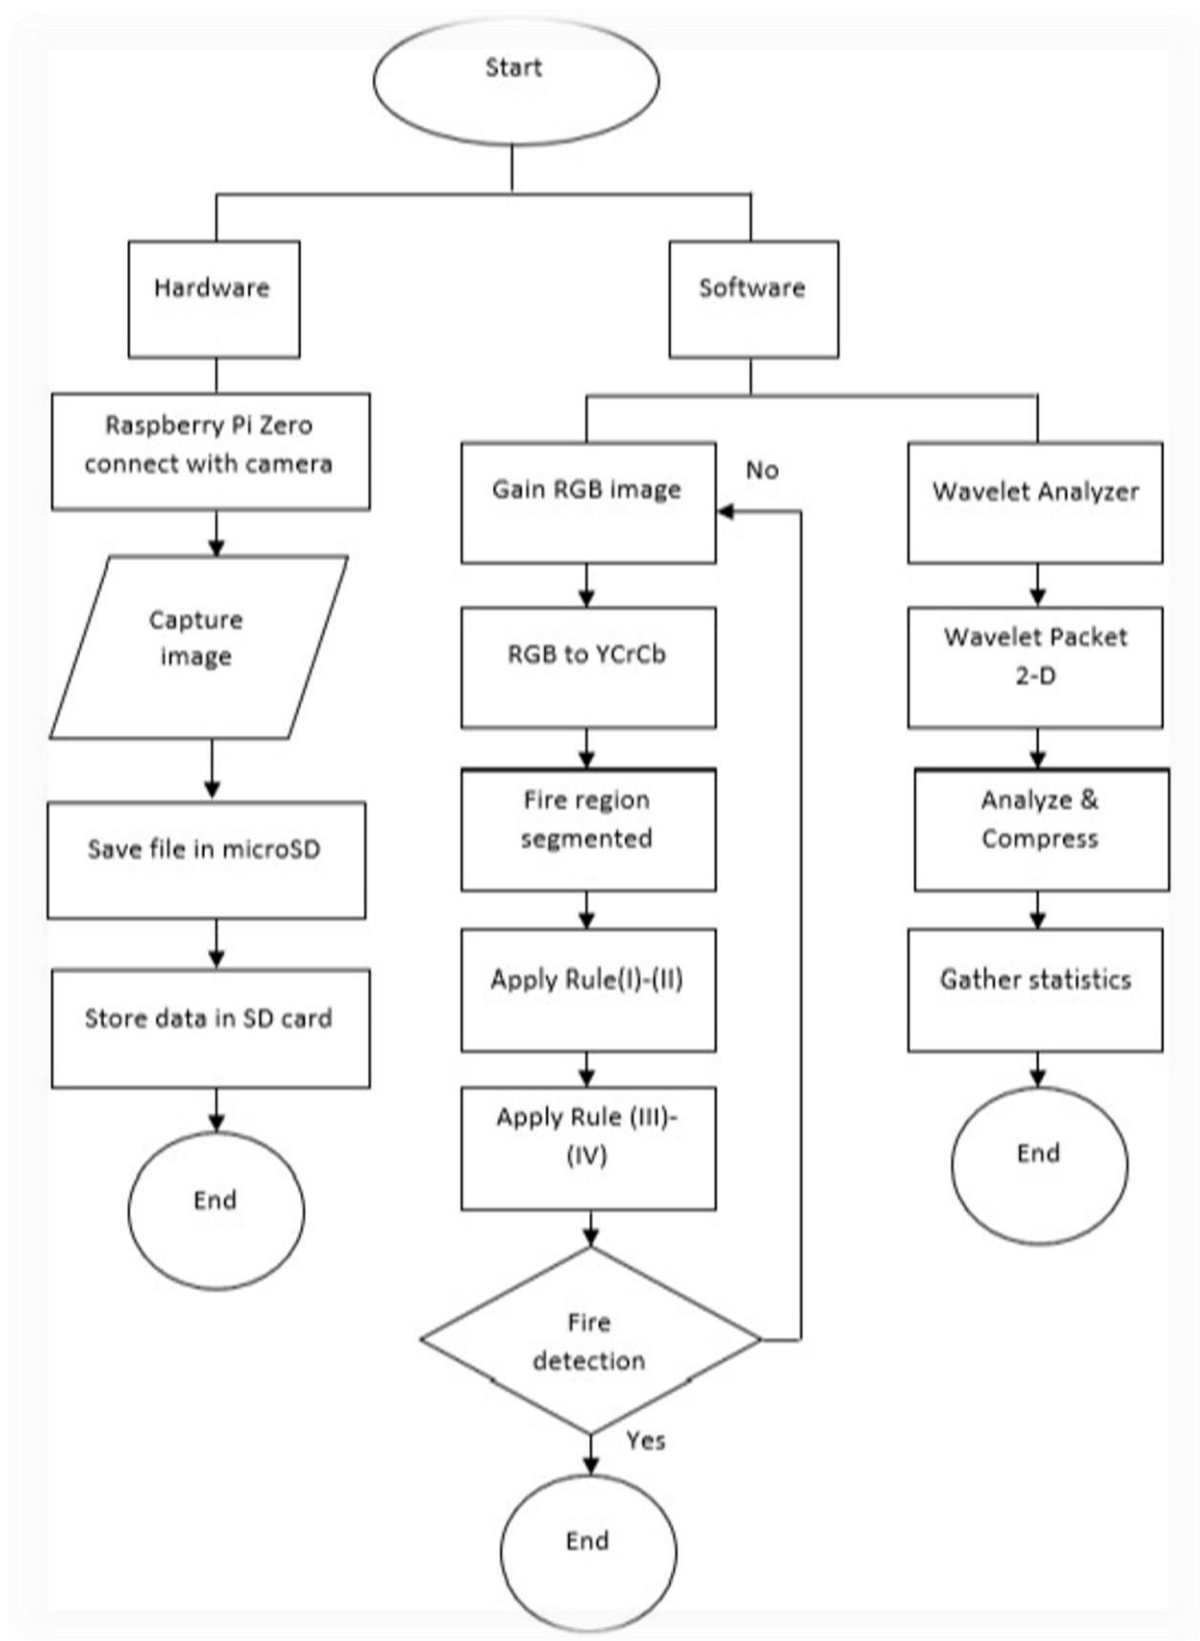 Start
Hardware
Software
Raspberry Pi Zero
connect with camera
Capture
image
Save file in microSD
Store data in SD card
End
Gain RGB image
No
RGB to YCrCb
Fire region
segmented
Apply Rule(I)-(II)
Apply Rule (III)-
(IV)
Fire
detection
Yes
End
Wavelet Analyzer
Wavelet Packet
2-D
Analyze &
Compress
Gather statistics
End